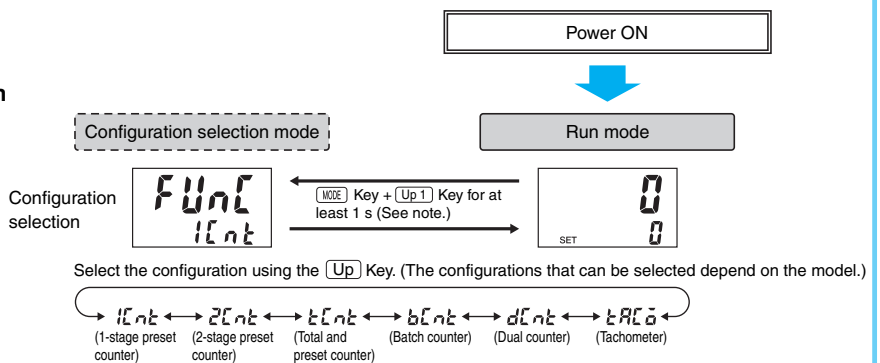 Power ON
n
Configuration selection mode
Run mode
Configuration
selection
FUnC
1Cnt
MODE Key + Up 1 Key for at
least 1 s (See note.)
0
SET 0
Select the configuration using the Up Key. (The configurations that can be selected depend on the model.)
1Cnt 2Cnt tCnt bCnt dCnt tACo
(1-stage preset
counter)
(2-stage preset
counter)
(Total and
preset counter)
(Batch counter)
(Dual counter)
(Tachometer)